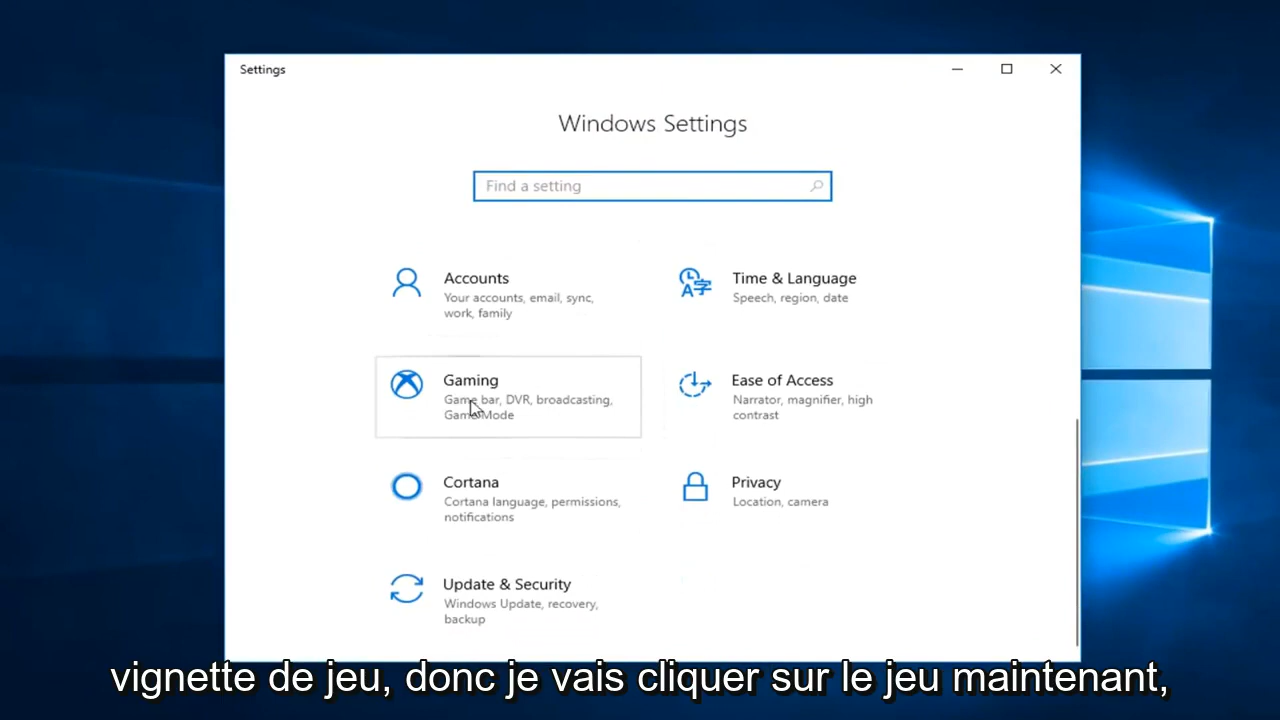 Settings
Windows Settings
Find a setting
Accounts
Your accounts, email, sync,
work, family
Time & Language
Speech, region, date
Gaming
Game bar, DVR, broadcasting,
Game Mode
Ease of Access
Narrator, magnifier, high
contrast
Cortana
Cortana language, permissions,
notifications
Privacy
Location, camera
Update & Security
Windows Update, recovery,
backup
vignette de jeu, donc je vais cliquer sur le jeu maintenant,